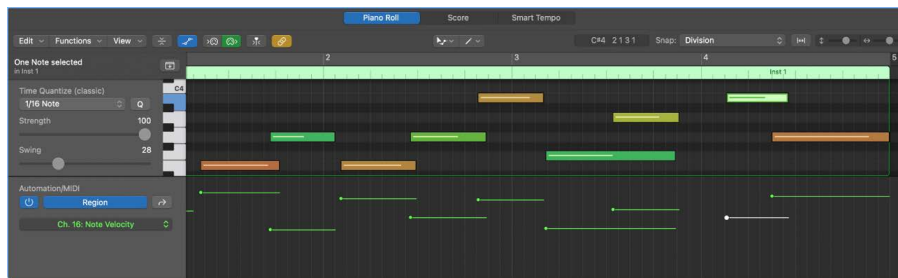 Piano Roll Score Smart Tempo
Edit Functions View C#4 2 1 3 1 Snap: Division
One Note selected
in Inst 1
2 3 4 5
Inst 1
Time Quantize (classic)
1/16 Note Q
C4
Strength 100
Swing 28
Automation/MIDI
Region
Ch. 16: Note Velocity